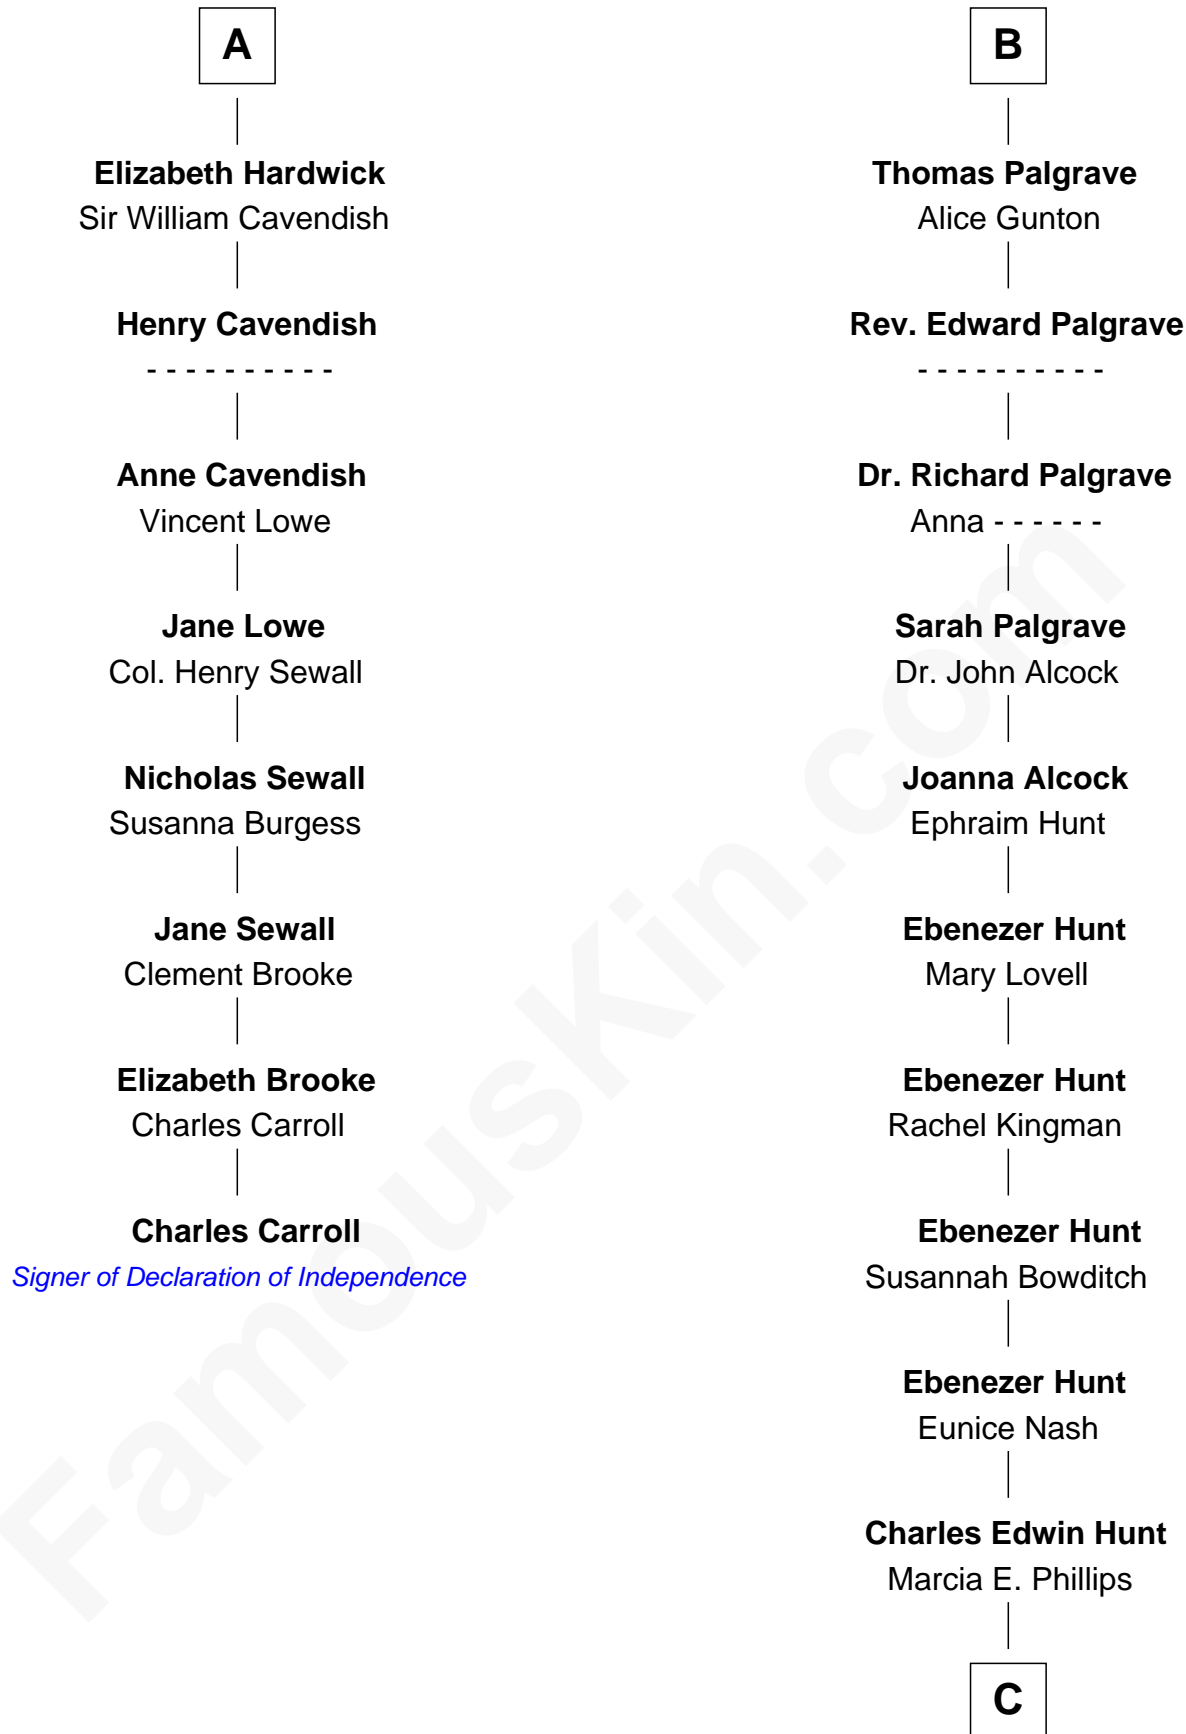 A
Elizabeth Hardwick
Sir William Cavendish
Henry Cavendish
- - - - - - - - - -
Anne Cavendish
Vincent Lowe
Jane Lowe
Col. Henry Sewall
Nicholas Sewall
Susanna Burgess
Jane Sewall
Clement Brooke
Elizabeth Brooke
Charles Carroll
Charles Carroll
Signer of Declaration of Independence
B
Thomas Palgrave
Alice Gunton
Rev. Edward Palgrave
- - - - - - - - - -
Dr. Richard Palgrave
Anna - - - - - -
Sarah Palgrave
Dr. John Alcock
Joanna Alcock
Ephraim Hunt
Ebenezer Hunt
Mary Lovell
Ebenezer Hunt
Rachel Kingman
Ebenezer Hunt
Susannah Bowditch
Ebenezer Hunt
Eunice Nash
Charles Edwin Hunt
Marcia E. Phillips
C
FamousKin.com